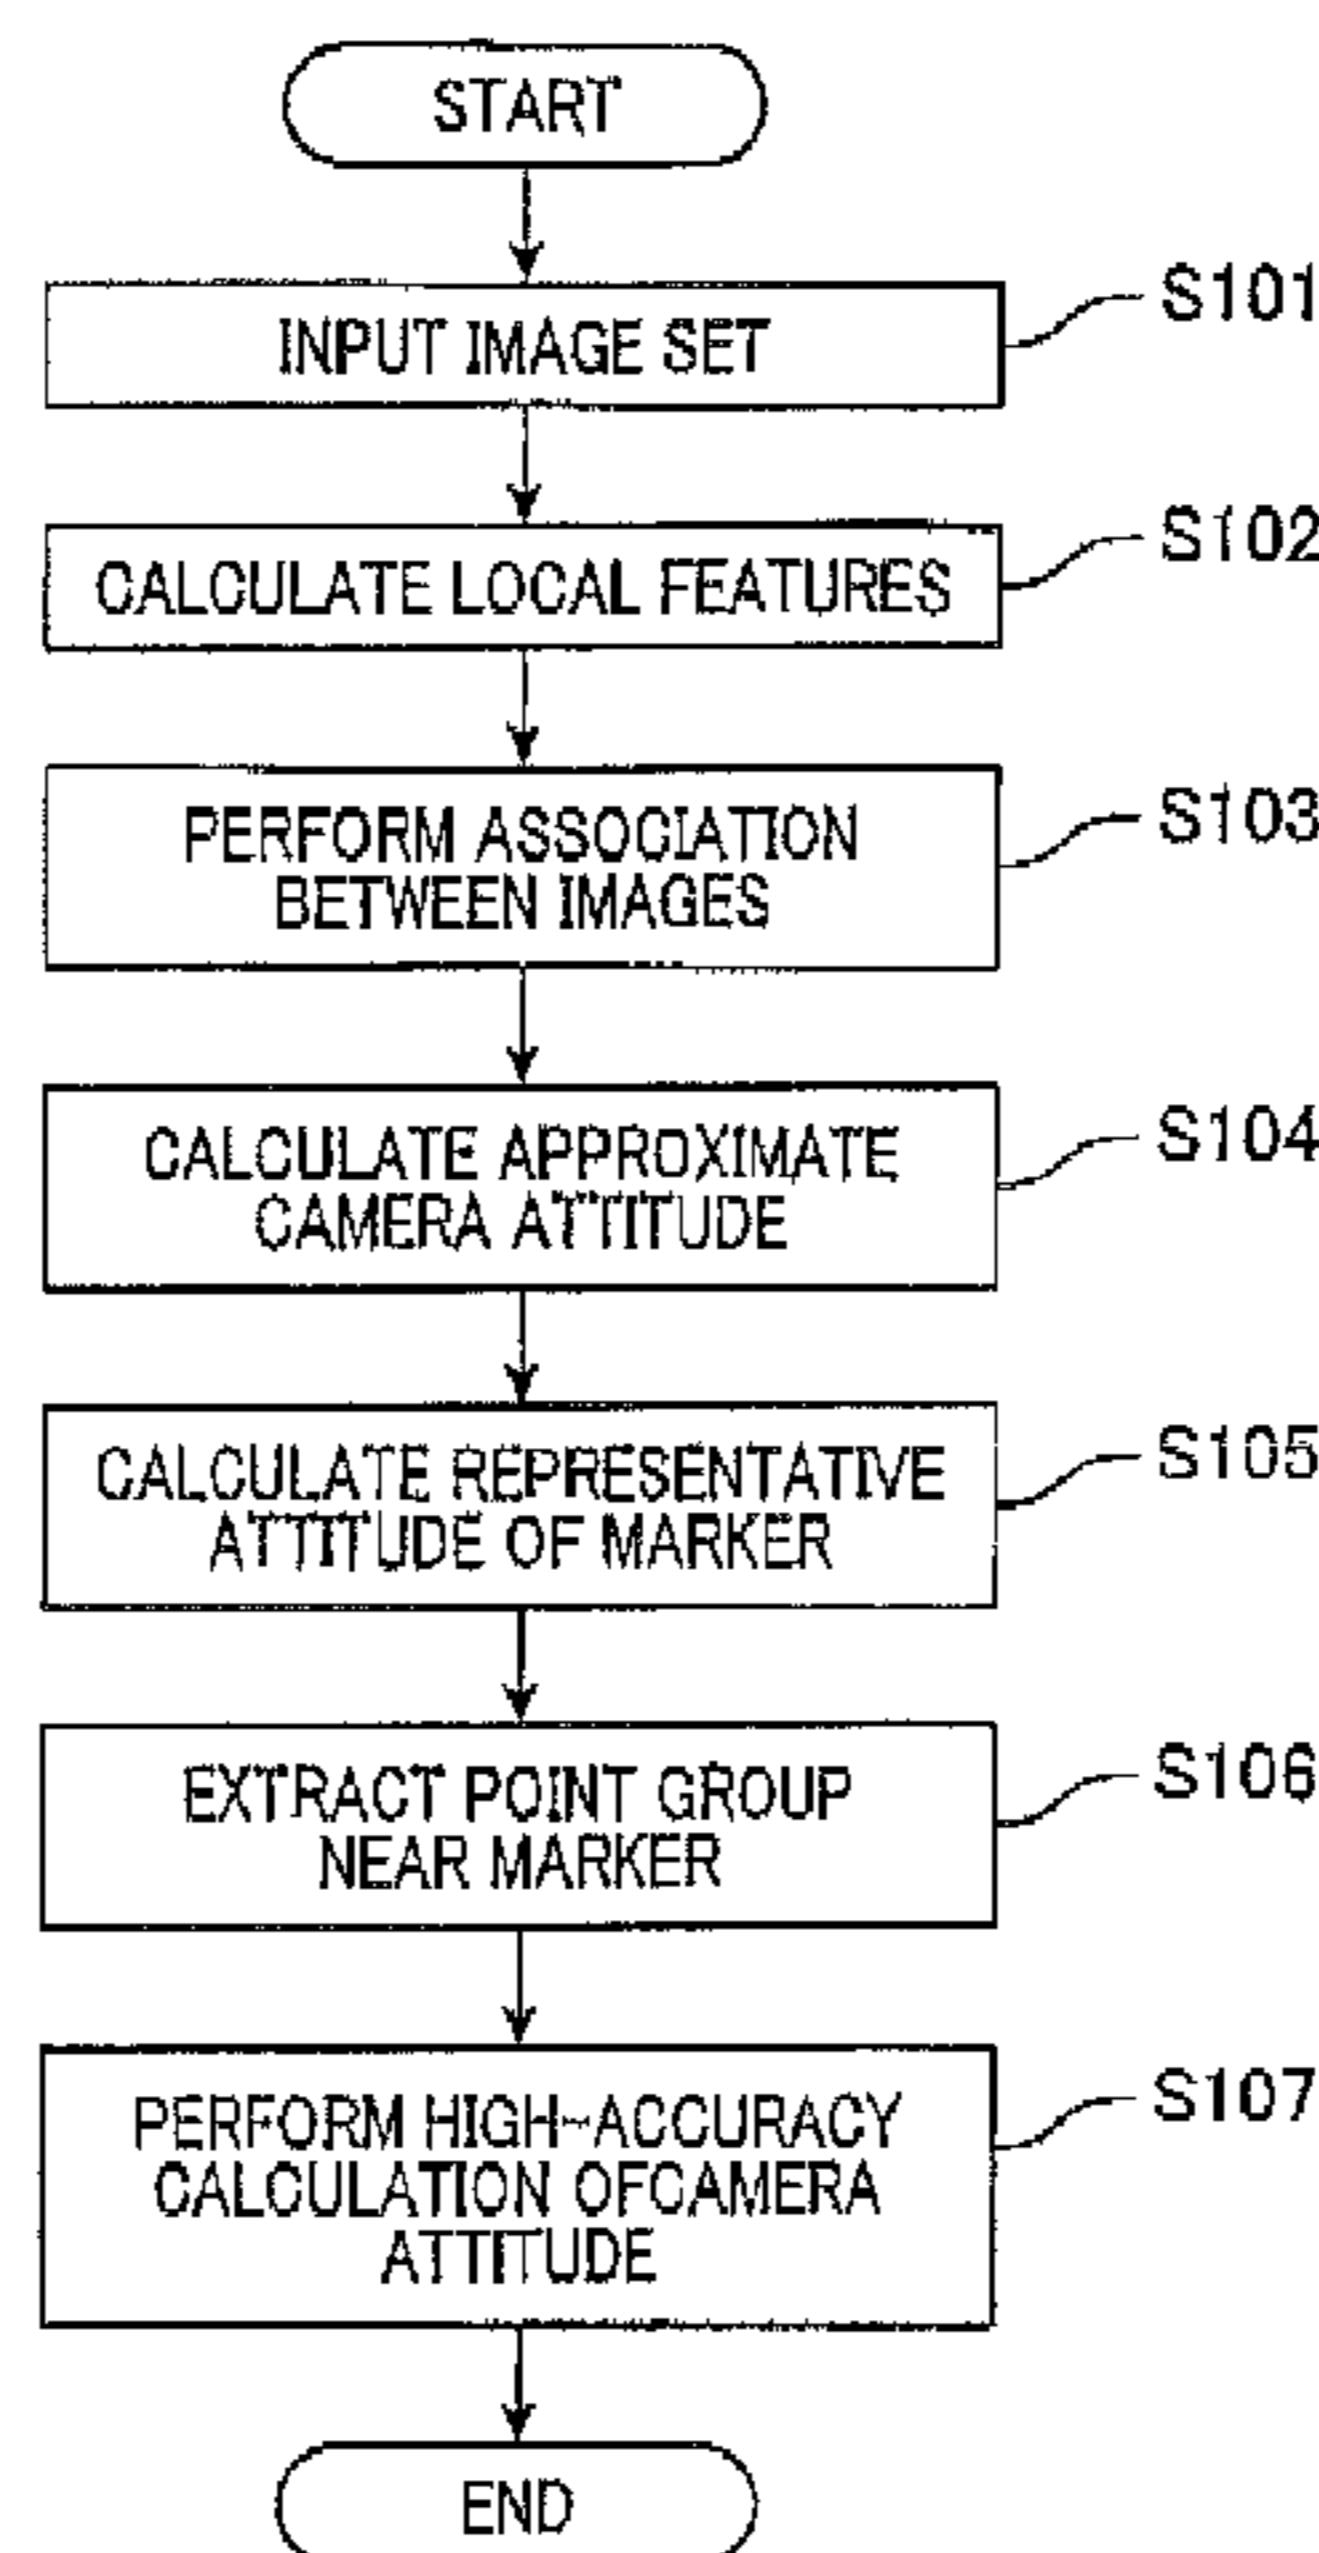 START
INPUT IMAGE SET
S101
CALCULATE LOCAL FEATURES
S102
PERFORM ASSOCIATION
BETWEEN IMAGES
S103
CALCULATE APPROXIMATE
CAMERA ATTITUDE
S104
CALCULATE REPRESENTATIVE
ATTITUDE OF MARKER
S105
EXTRACT POINT GROUP
NEAR MARKER
S106
PERFORM HIGH-ACCURACY
CALCULATION OFCAMERA
ATTITUDE
S107
END